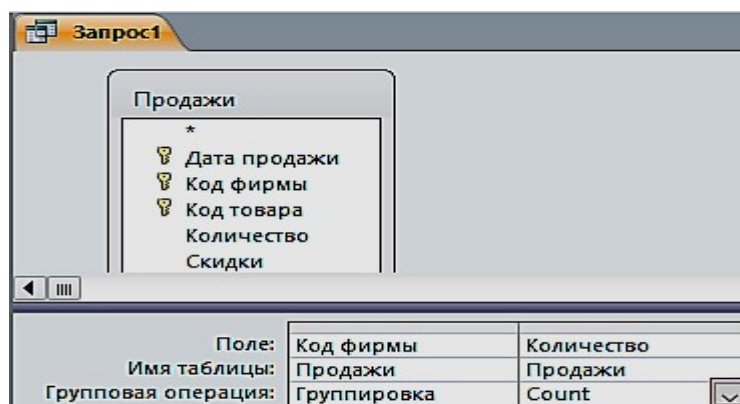 Запрос1
Продажи
*
Дата продажи
Код фирмы
Код товара
Количество
Скидки
Поле: Код фирмы Количество
Имя таблицы: Продажи Продажи
Групповая операция: Группировка Count